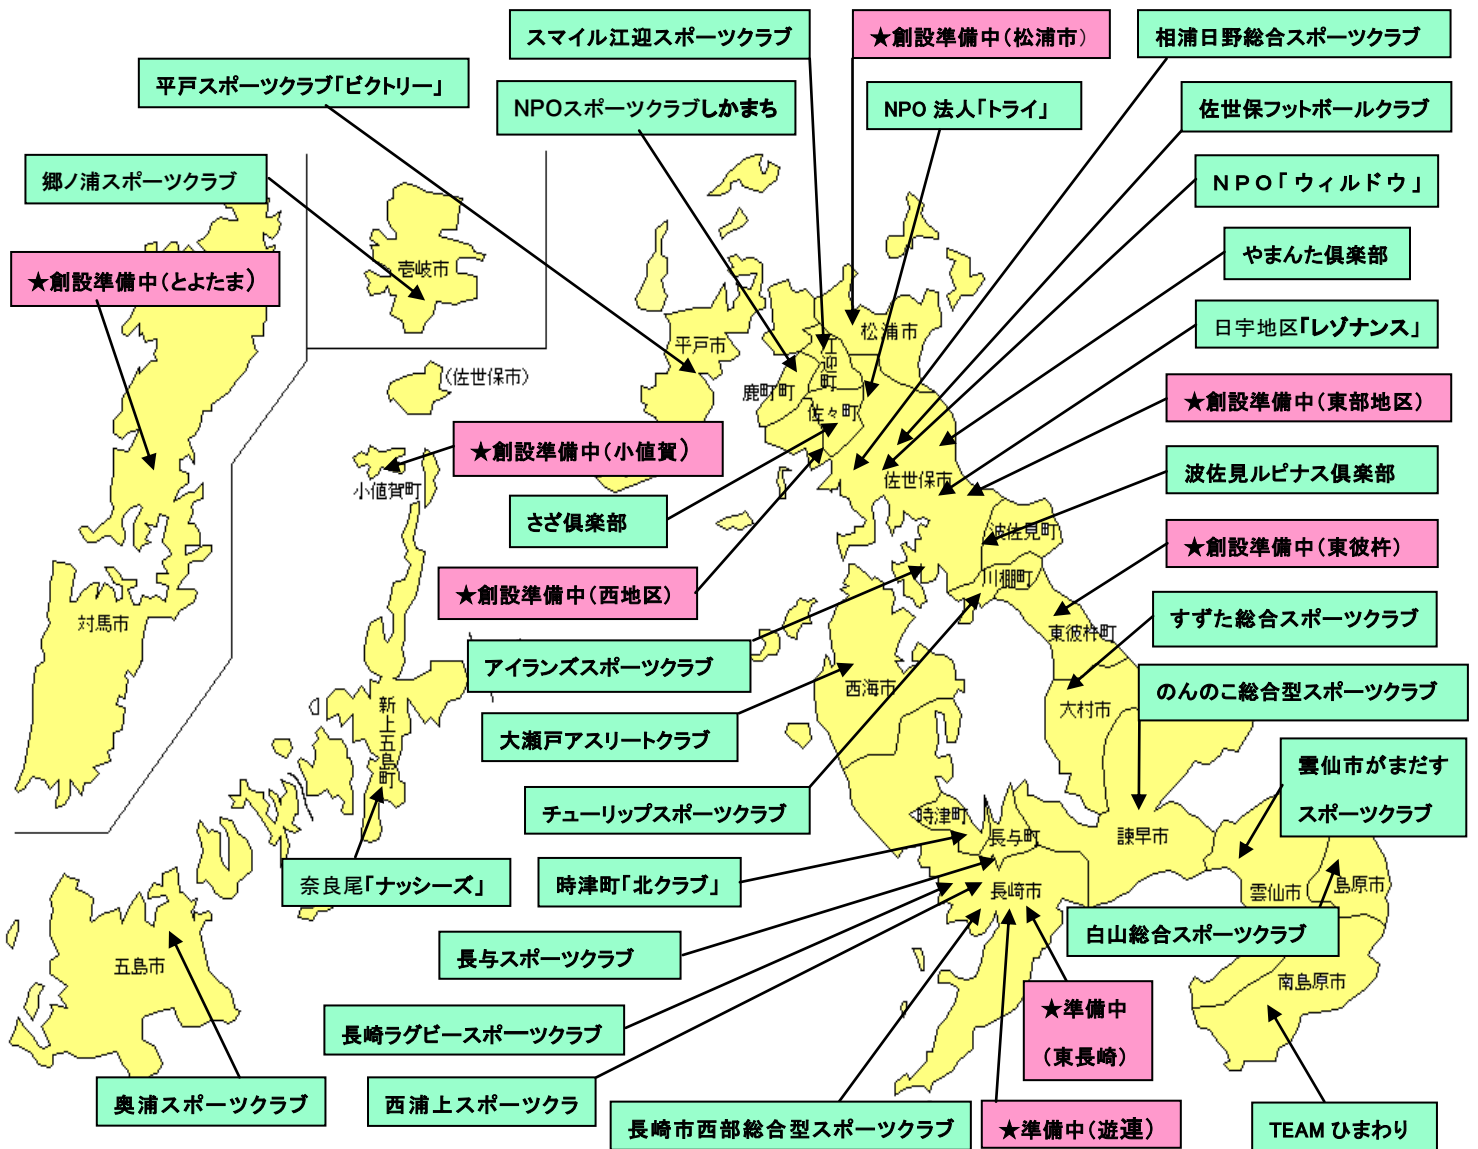 スマイル江迎スポーツクラブ
★創設準備中（松浦市）
相浦日野総合スポーツクラブ
平戸スポーツクラブ「ビクトリー」
NPOスポーツクラブしかまち
NPO 法人「トライ」
佐世保フットボールクラブ
郷ノ浦スポーツクラブ
ＮＰＯ「ウィルドウ」
★創設準備中（とよたま）
壱岐市
やまんた倶楽部
平戸市
江迎町
松浦市
日宇地区「レゾナンス」
（佐世保市）
鹿町町
佐々町
★創設準備中（東部地区）
★創設準備中（小値賀）
小値賀町
佐世保市
波佐見ルピナス倶楽部
さざ倶楽部
波佐見町
★創設準備中（東彼杵）
★創設準備中（西地区）
川棚町
対馬市
東彼杵町
すずた総合スポーツクラブ
アイランズスポーツクラブ
西海市
大村市
のんのこ総合型スポーツクラブ
新上五島町
大瀬戸アスリートクラブ
雲仙市がまだす
スポーツクラブ
チューリップスポーツクラブ
時津町
長与町
諫早市
奈良尾「ナッシーズ」
時津町「北クラブ」
長崎市
雲仙市
島原市
白山総合スポーツクラブ
長与スポーツクラブ
五島市
南島原市
★準備中
（東長崎）
長崎ラグビースポーツクラブ
奥浦スポーツクラブ
西浦上スポーツクラ
長崎市西部総合型スポーツクラブ
★準備中（遊連）
TEAM ひまわり